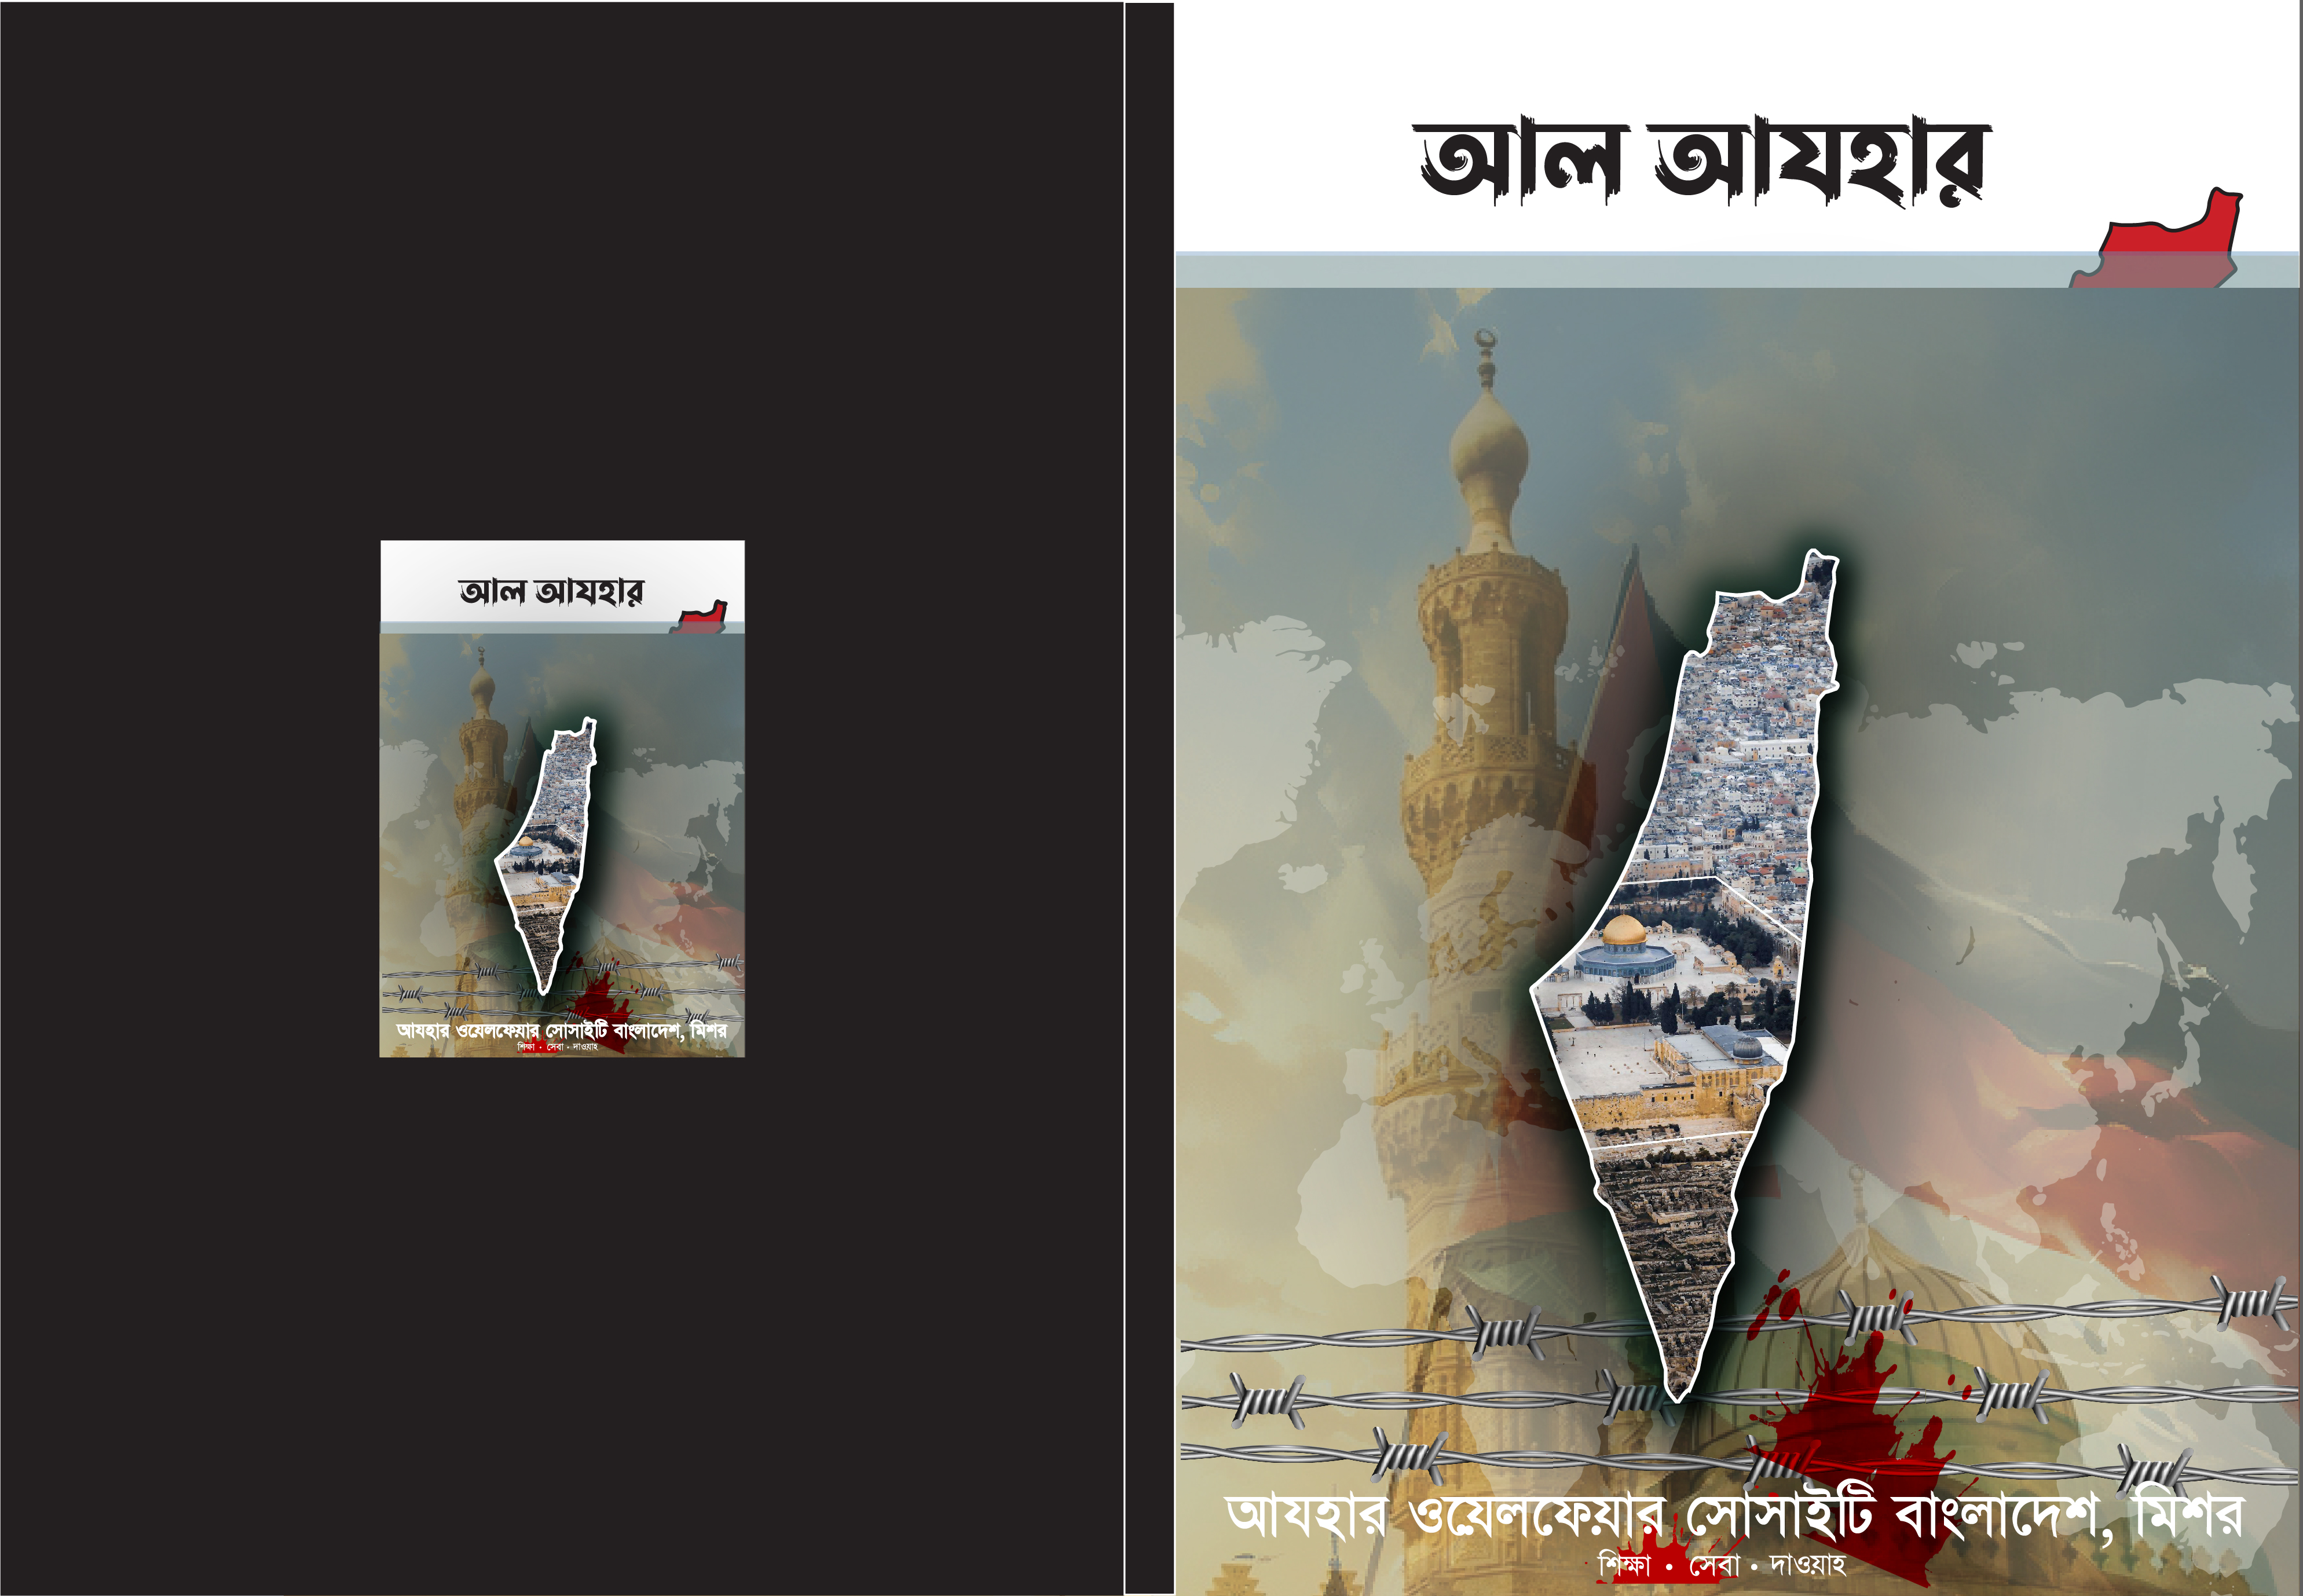 আল আযহার
আযহার ওয়েলফেয়ার সোসাইটি বাংলাদেশ, মিশর
শিক্ষা • সেবা • দাওয়াহ
আল আযহার
আযহার ওয়েলফেয়ার সোসাইটি বাংলাদেশ, মিশর
শিক্ষা • সেবা • দাওয়াহ